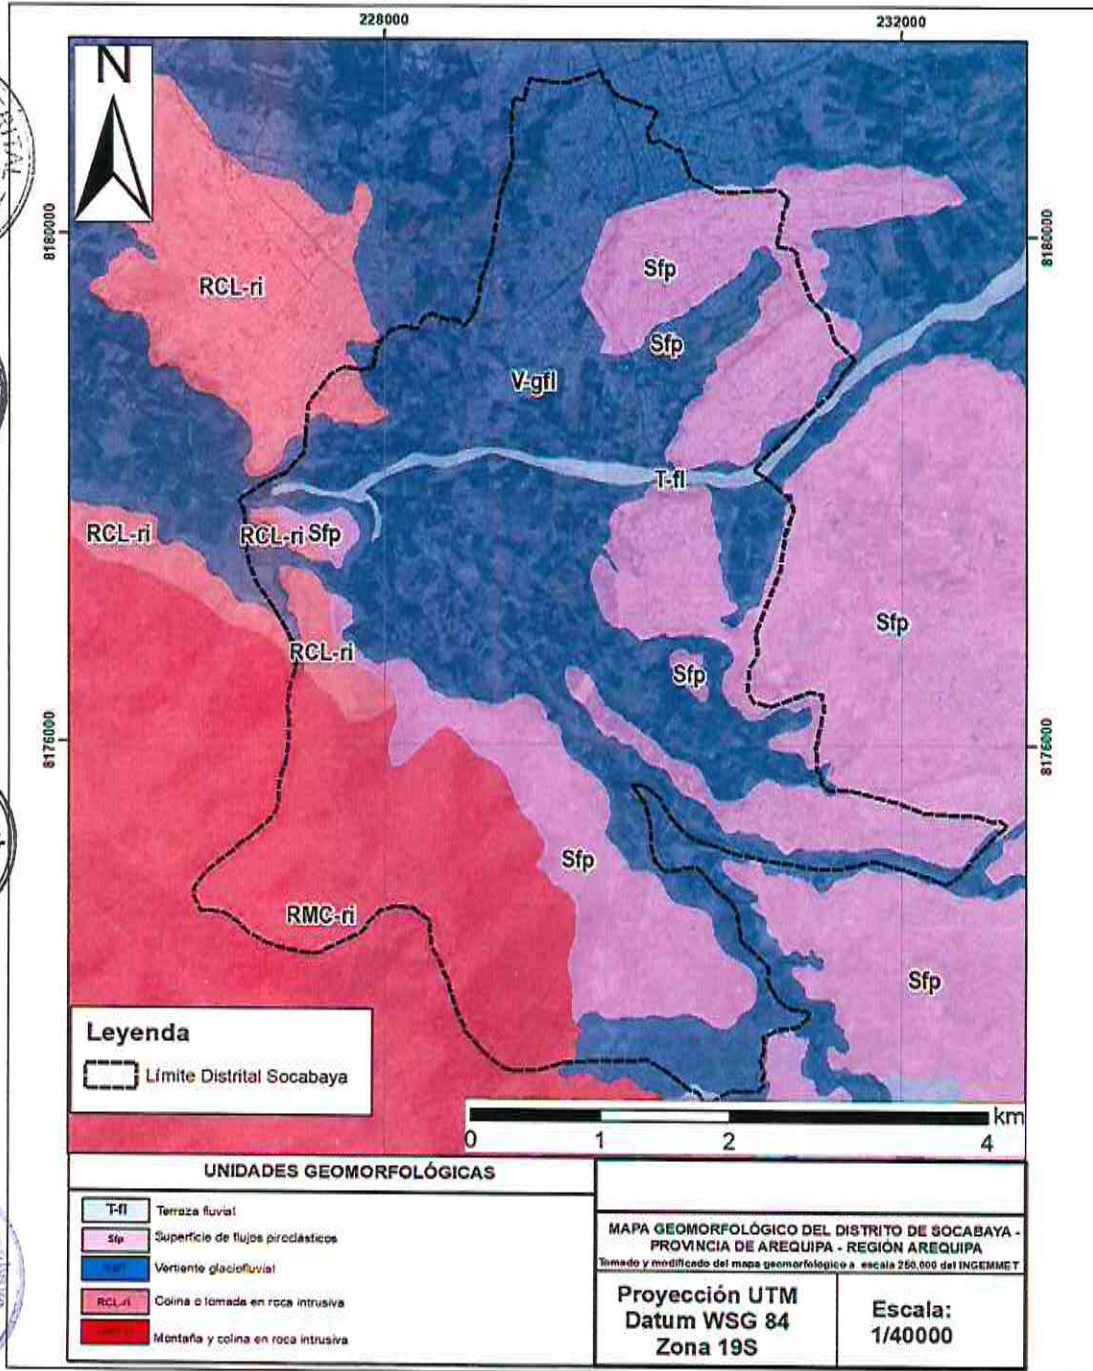 228000
232000
N
8180000
8180000
RCL-ri
Sfp
Sfp
V-gfl
T-fl
RCL-ri
RCL-ri
Sfp
RCL-ri
Sfp
Sfp
8176000
8176000
Sfp
RMC-ri
Sfp
Leyenda
Límite Distrital Socabaya
km
0
1
2
4
UNIDADES GEOMORFOLÓGICAS
T-fl
Terraza fluvial
Sfp
Superficie de flujos piroclásticos
Vertiente glaciofluvial
RCL-ri
Colina o lomada en roca intrusiva
Montaña y colina en roca intrusiva
MAPA GEOMORFOLÓGICO DEL DISTRITO DE SOCABAYA -
PROVINCIA DE AREQUIPA - REGIÓN AREQUIPA
Tomado y modificado del mapa geomorfológico a escala 250.000 del INGEMMET
Proyección UTM
Datum WSG 84
Zona 19S
Escala:
1/40000